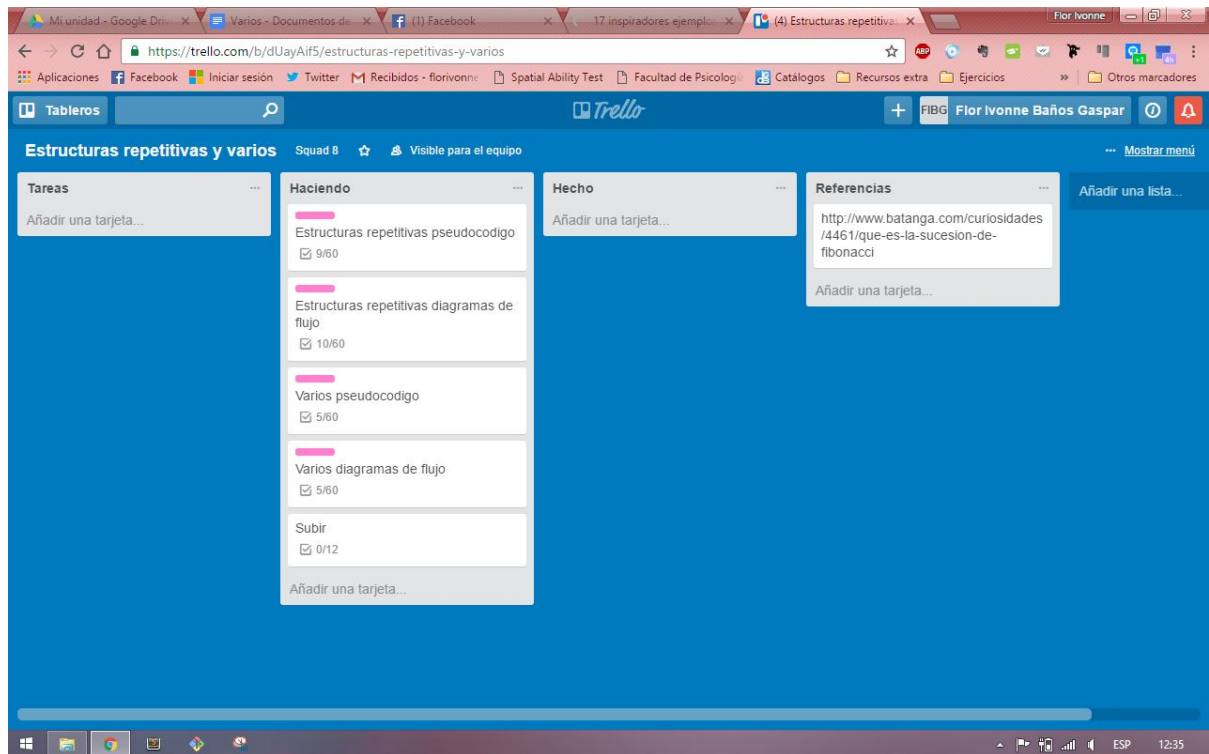 Mi unidad - Google Driv
Varios - Documentos de
(1) Facebook
17 inspiradores ejemplo
(4) Estructuras repetitiva
Flor Ivonne
https://trello.com/b/dUayAif5/estructuras-repetitivas-y-varios
ABP
Aplicaciones
Facebook
Iniciar sesión
Twitter
Recibidos - florivonne
Spatial Ability Test
Facultad de Psicología
Catálogos
Recursos extra
Ejercicios
»
Otros marcadores
Tableros
Trello
FIBG Flor Ivonne Baños Gaspar
Estructuras repetitivas y varios
Squad 8
Visible para el equipo
... Mostrar menú
Tareas
Añadir una tarjeta...
Haciendo
Estructuras repetitivas pseudocodigo
9/60
Estructuras repetitivas diagramas de
flujo
10/60
Varios pseudocodigo
5/60
Varios diagramas de flujo
5/60
Subir
0/12
Añadir una tarjeta...
Hecho
Añadir una tarjeta...
Referencias
http://www.batanga.com/curiosidades
/4461/que-es-la-sucesion-de-
fibonacci
Añadir una tarjeta...
Añadir una lista...
ESP
12:35